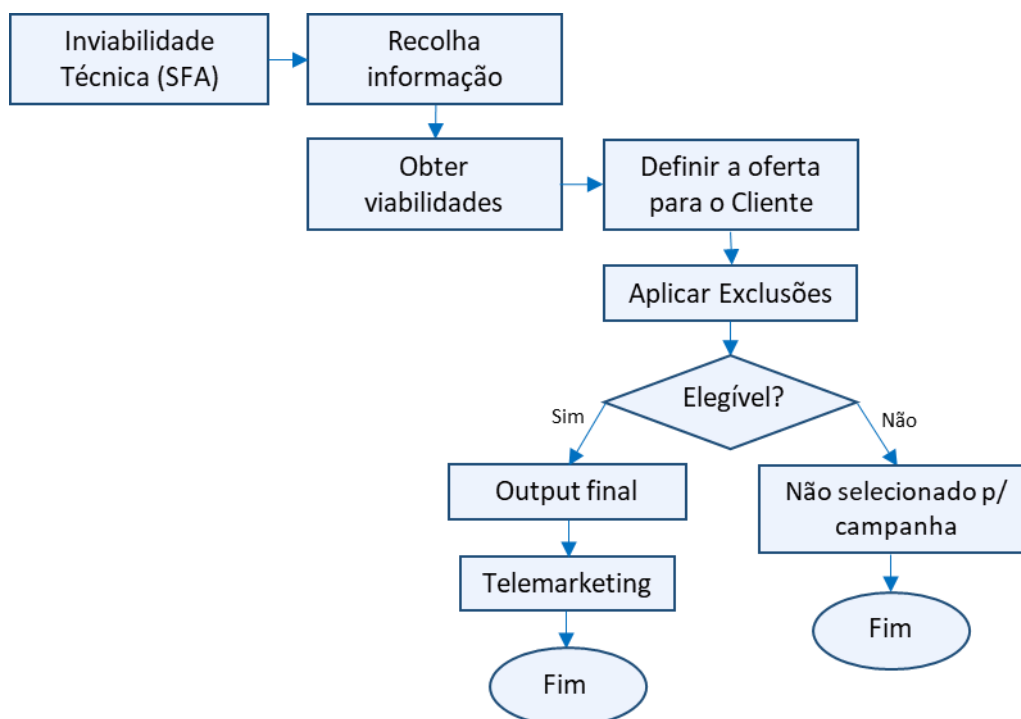 Inviabilidade
Técnica (SFA)
Recolha
informação
Obter
viabilidades
Definir a oferta
para o Cliente
Aplicar Exclusões
Elegível?
Sim
Não
Output final
Não selecionado p/
campanha
Telemarketing
Fim
Fim